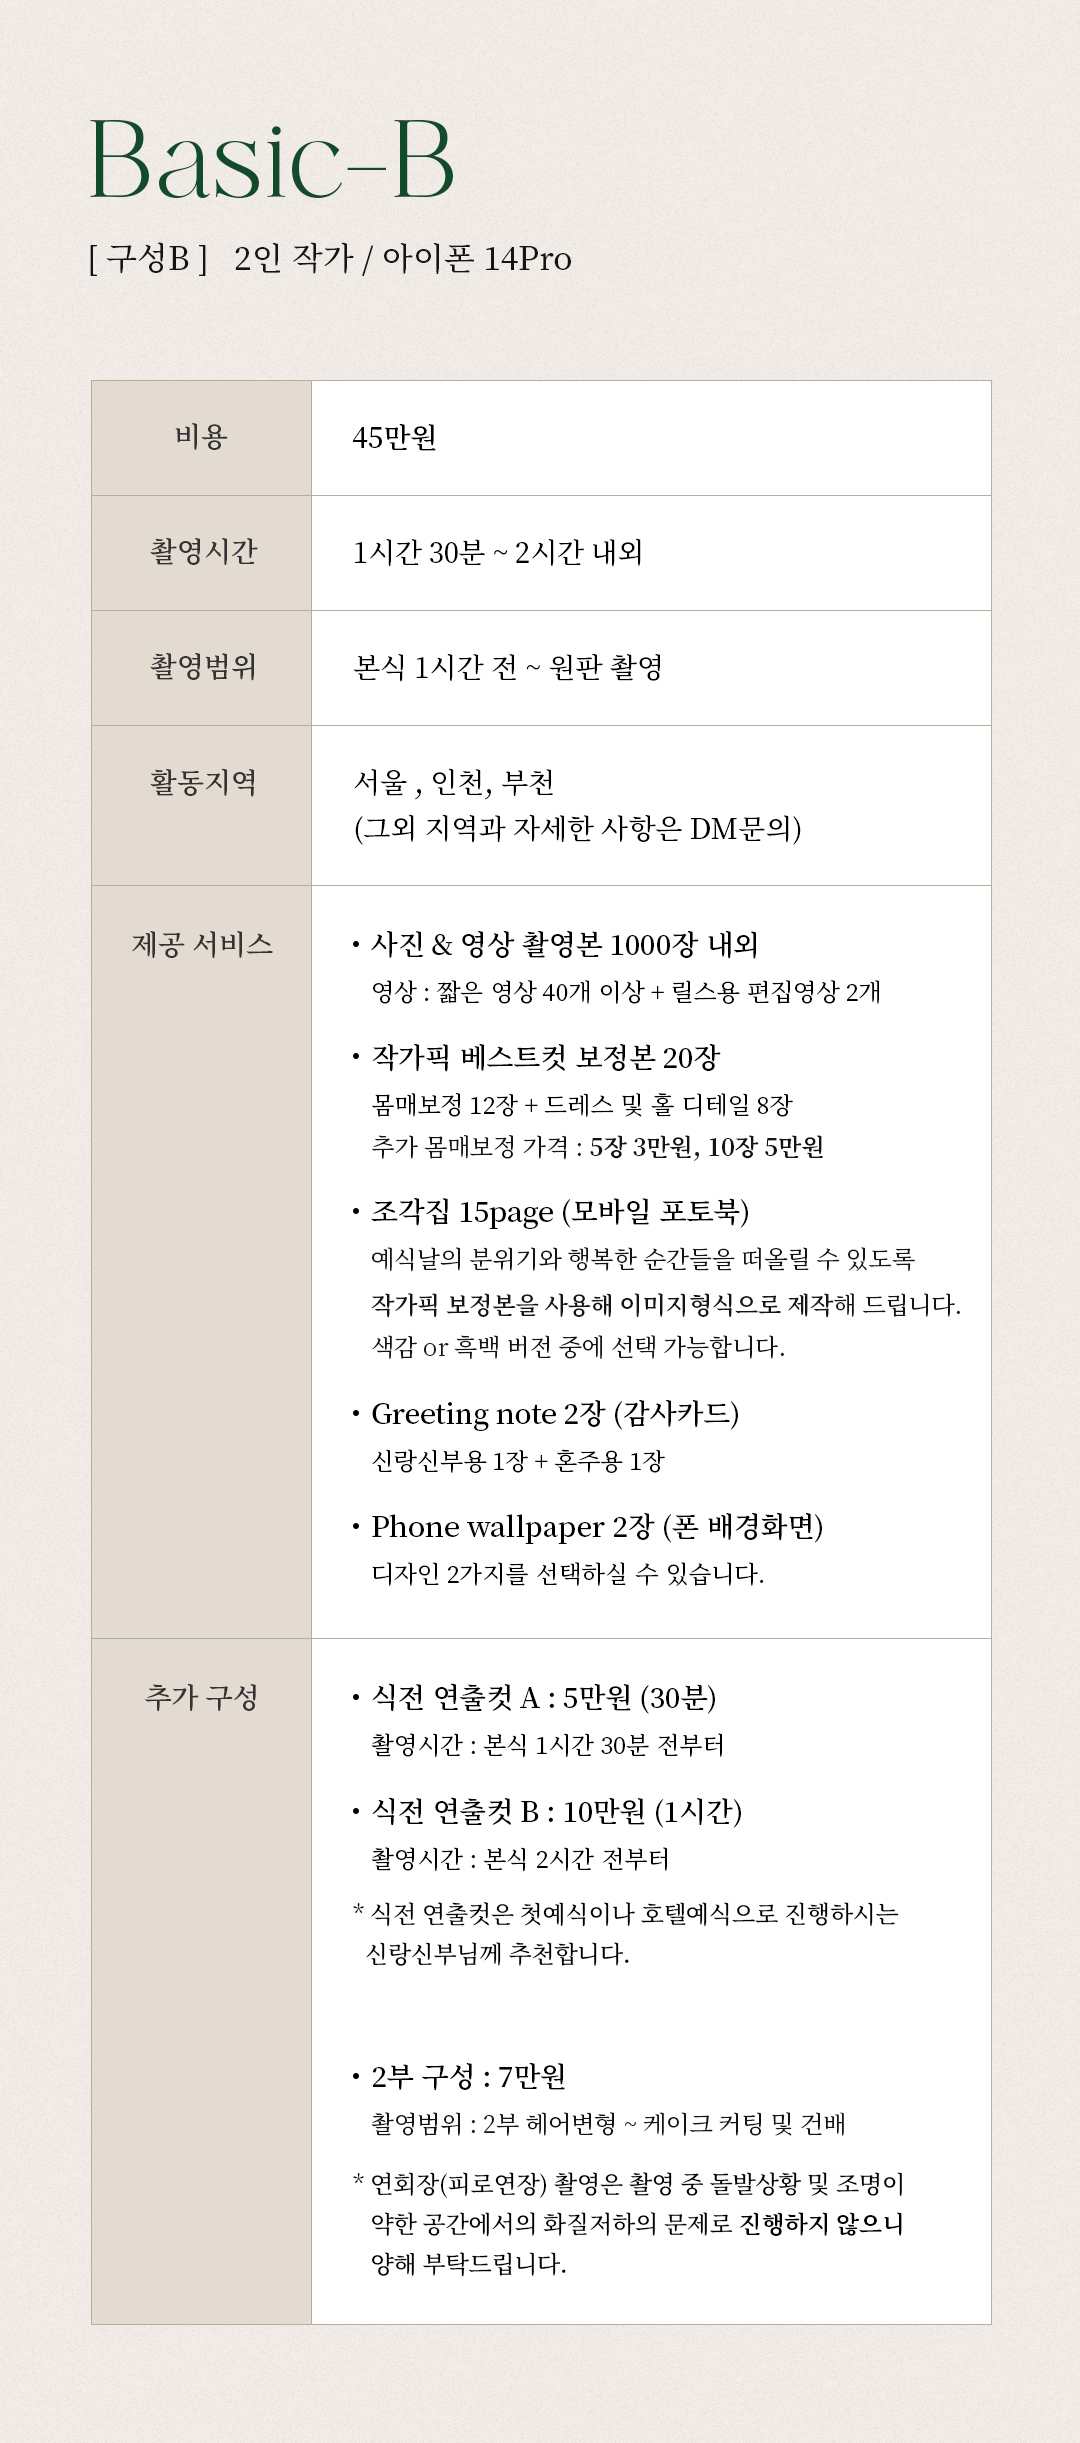 Basic–B
[ 구성B ] 2인 작가 / 아이폰 14Pro
비용
45만원
촬영시간
1시간 30분 ~ 2시간 내외
촬영범위
본식 1시간 전 ~ 원판 촬영
활동지역
서울 , 인천, 부천
(그외 지역과 자세한 사항은 DM문의)
제공 서비스
• 사진 & 영상 촬영본 1000장 내외
영상 : 짧은 영상 40개 이상 + 릴스용 편집영상 2개
• 작가픽 베스트컷 보정본 20장
몸매보정 12장 + 드레스 및 홀 디테일 8장
추가 몸매보정 가격 : 5장 3만원, 10장 5만원
• 조각집 15page (모바일 포토북)
예식날의 분위기와 행복한 순간들을 떠올릴 수 있도록
작가픽 보정본을 사용해 이미지형식으로 제작해 드립니다.
색감 or 흑백 버전 중에 선택 가능합니다.
• Greeting note 2장 (감사카드)
신랑신부용 1장 + 혼주용 1장
• Phone wallpaper 2장 (폰 배경화면)
디자인 2가지를 선택하실 수 있습니다.
추가 구성
• 식전 연출컷 A : 5만원 (30분)
촬영시간 : 본식 1시간 30분 전부터
• 식전 연출컷 B : 10만원 (1시간)
촬영시간 : 본식 2시간 전부터
* 식전 연출컷은 첫예식이나 호텔예식으로 진행하시는
신랑신부님께 추천합니다.
• 2부 구성 : 7만원
촬영범위 : 2부 헤어변형 ~ 케이크 커팅 및 건배
* 연회장(피로연장) 촬영은 촬영 중 돌발상황 및 조명이
약한 공간에서의 화질저하의 문제로 진행하지 않으니
양해 부탁드립니다.